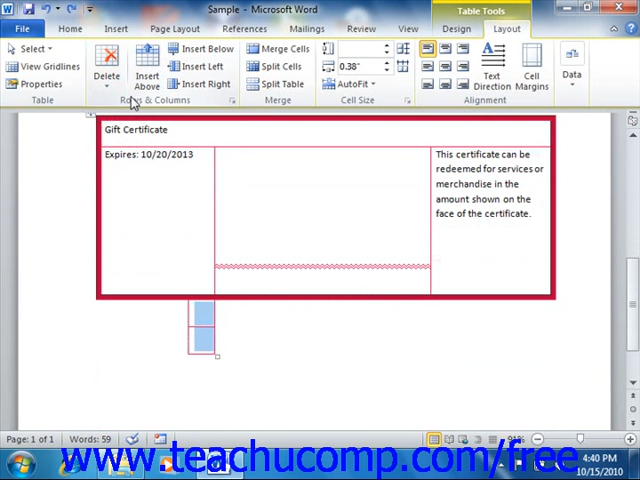 Sample - Microsoft Word
Table Tools
File Home Insert Page Layout References Mailings Review View Design Layout
Select
View Gridlines
Properties
Table
Delete
Insert Above
Insert Below
Insert Left
Insert Right
Rows & Columns
Merge Cells
Split Cells
Split Table
Merge
0.38"
AutoFit
Cell Size
Text Direction
Cell Margins
Alignment
Data
Gift Certificate
Expires: 10/20/2013
This certificate can be
redeemed for services or
merchandise in the
amount shown on the
face of the certificate.
Page: 1 of 1 Words: 59 91%
www.teachucomp.com/free
4:40 PM
10/15/2010